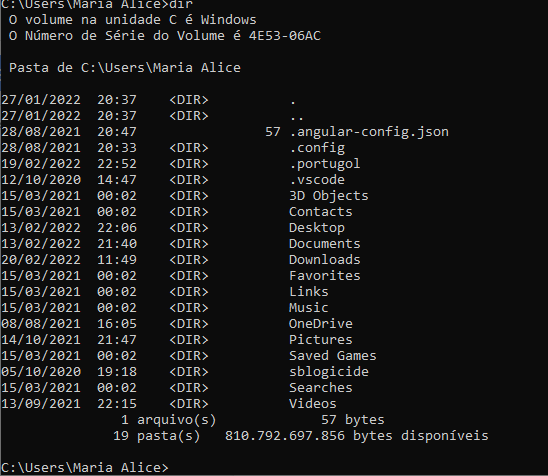 C:\Users\Maria Alice>dir
O volume na unidade C é Windows
O Número de Série do Volume é 4E53-06AC
Pasta de C:\Users\Maria Alice
27/01/2022  20:37    <DIR>          .
27/01/2022  20:37    <DIR>          ..
28/08/2021  20:47                57 .angular-config.json
28/08/2021  20:33    <DIR>          .config
19/02/2022  22:52    <DIR>          .portugol
12/10/2020  14:47    <DIR>          .vscode
15/03/2021  00:02    <DIR>          3D Objects
15/03/2021  00:02    <DIR>          Contacts
13/02/2022  22:06    <DIR>          Desktop
13/02/2022  21:40    <DIR>          Documents
20/02/2022  11:49    <DIR>          Downloads
15/03/2021  00:02    <DIR>          Favorites
15/03/2021  00:02    <DIR>          Links
15/03/2021  00:02    <DIR>          Music
08/08/2021  16:05    <DIR>          OneDrive
14/10/2021  21:47    <DIR>          Pictures
15/03/2021  00:02    <DIR>          Saved Games
05/10/2020  19:18    <DIR>          sblogicide
15/03/2021  00:02    <DIR>          Searches
13/09/2021  22:15    <DIR>          Videos
1 arquivo(s)             57 bytes
19 pasta(s)   810.792.697.856 bytes disponíveis
C:\Users\Maria Alice>